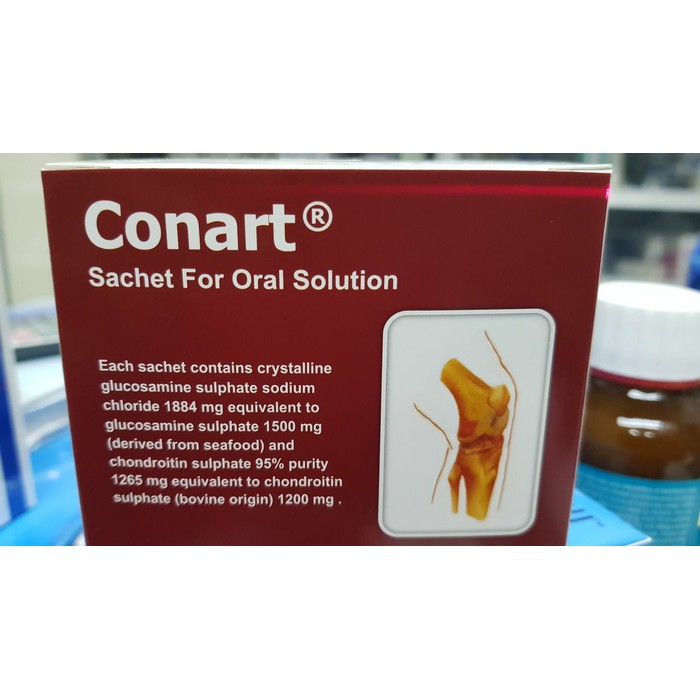 Conart®
Sachet For Oral Solution
Each sachet contains crystalline
glucosamine sulphate sodium
chloride 1884 mg equivalent to
glucosamine sulphate 1500 mg
(derived from seafood) and
chondroitin sulphate 95% purity
1265 mg equivalent to chondroitin
sulphate (bovine origin) 1200 mg .